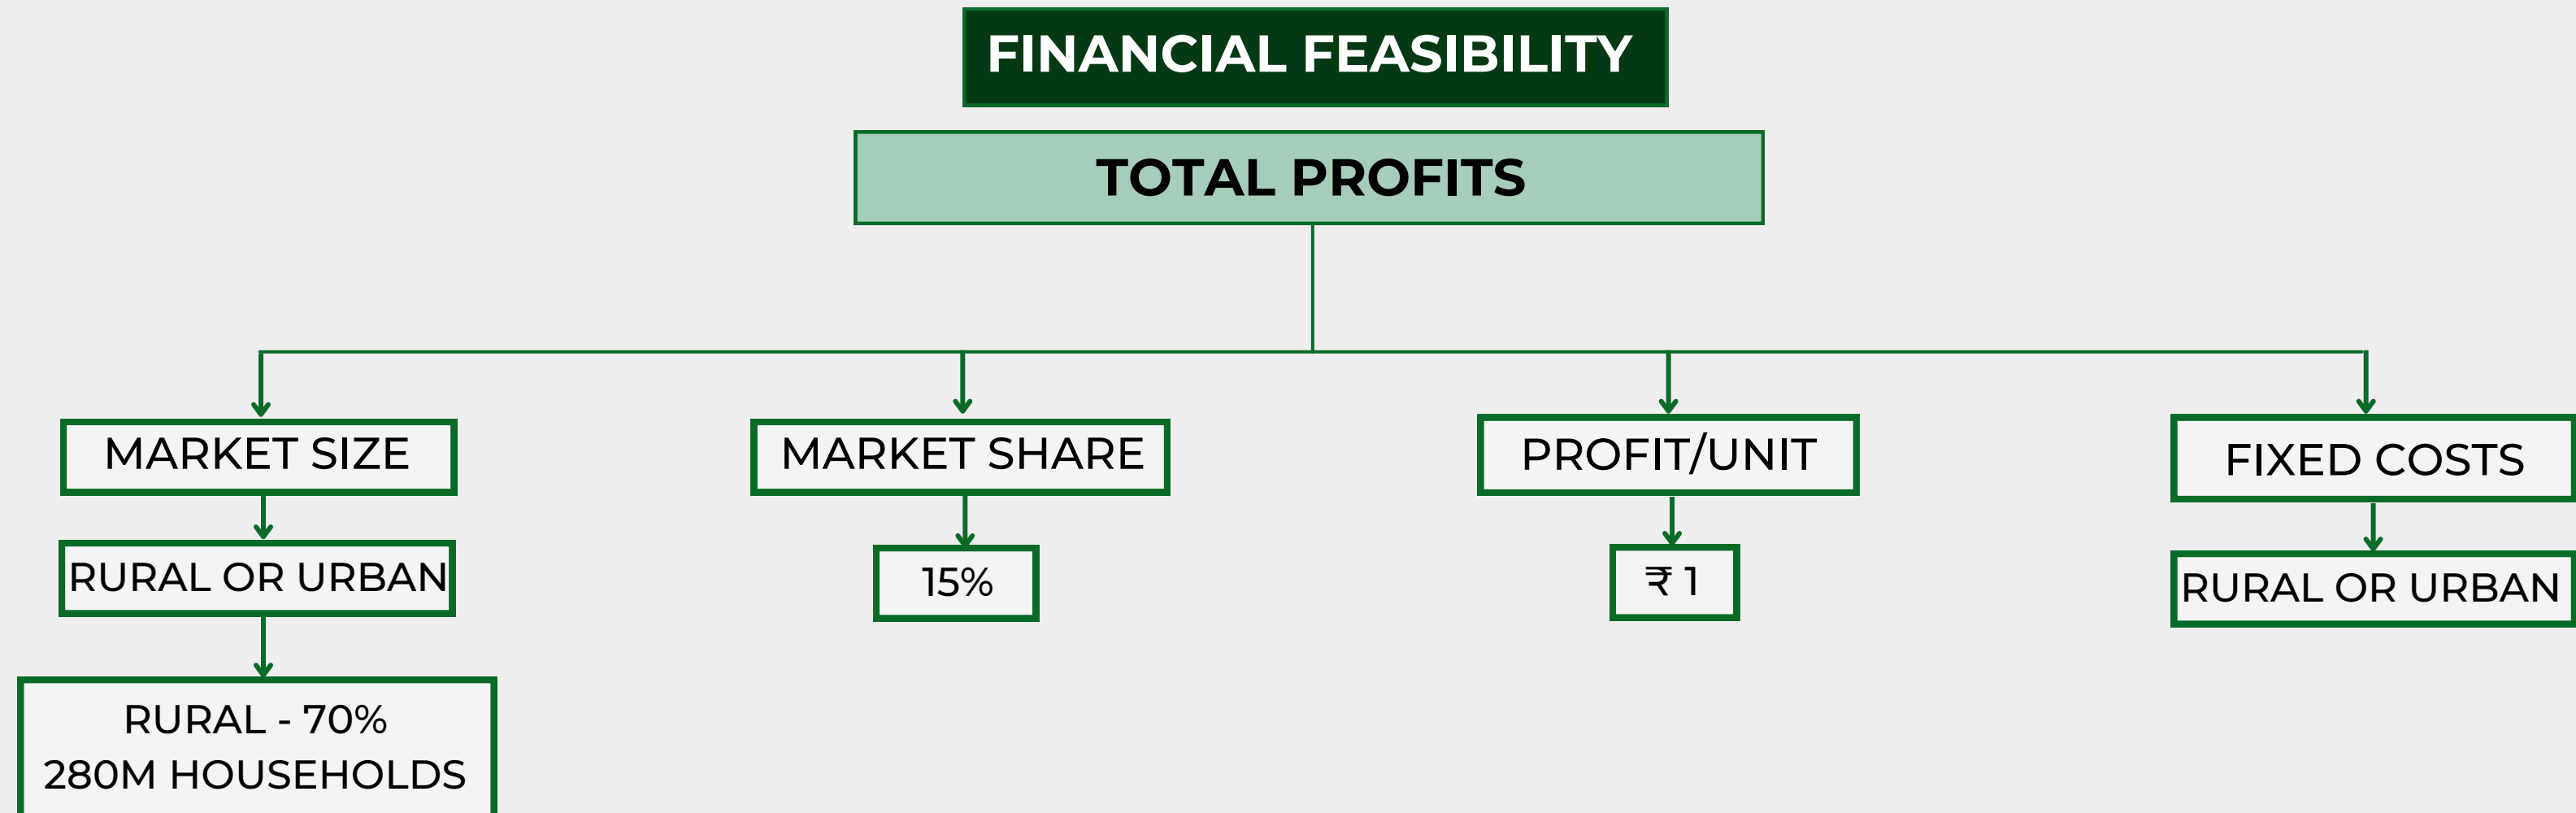 FINANCIAL FEASIBILITY
TOTAL PROFITS
MARKET SIZE
MARKET SHARE
PROFIT/UNIT
FIXED COSTS
RURAL OR URBAN
15%
₹ 1
RURAL OR URBAN
RURAL - 70%
280M HOUSEHOLDS